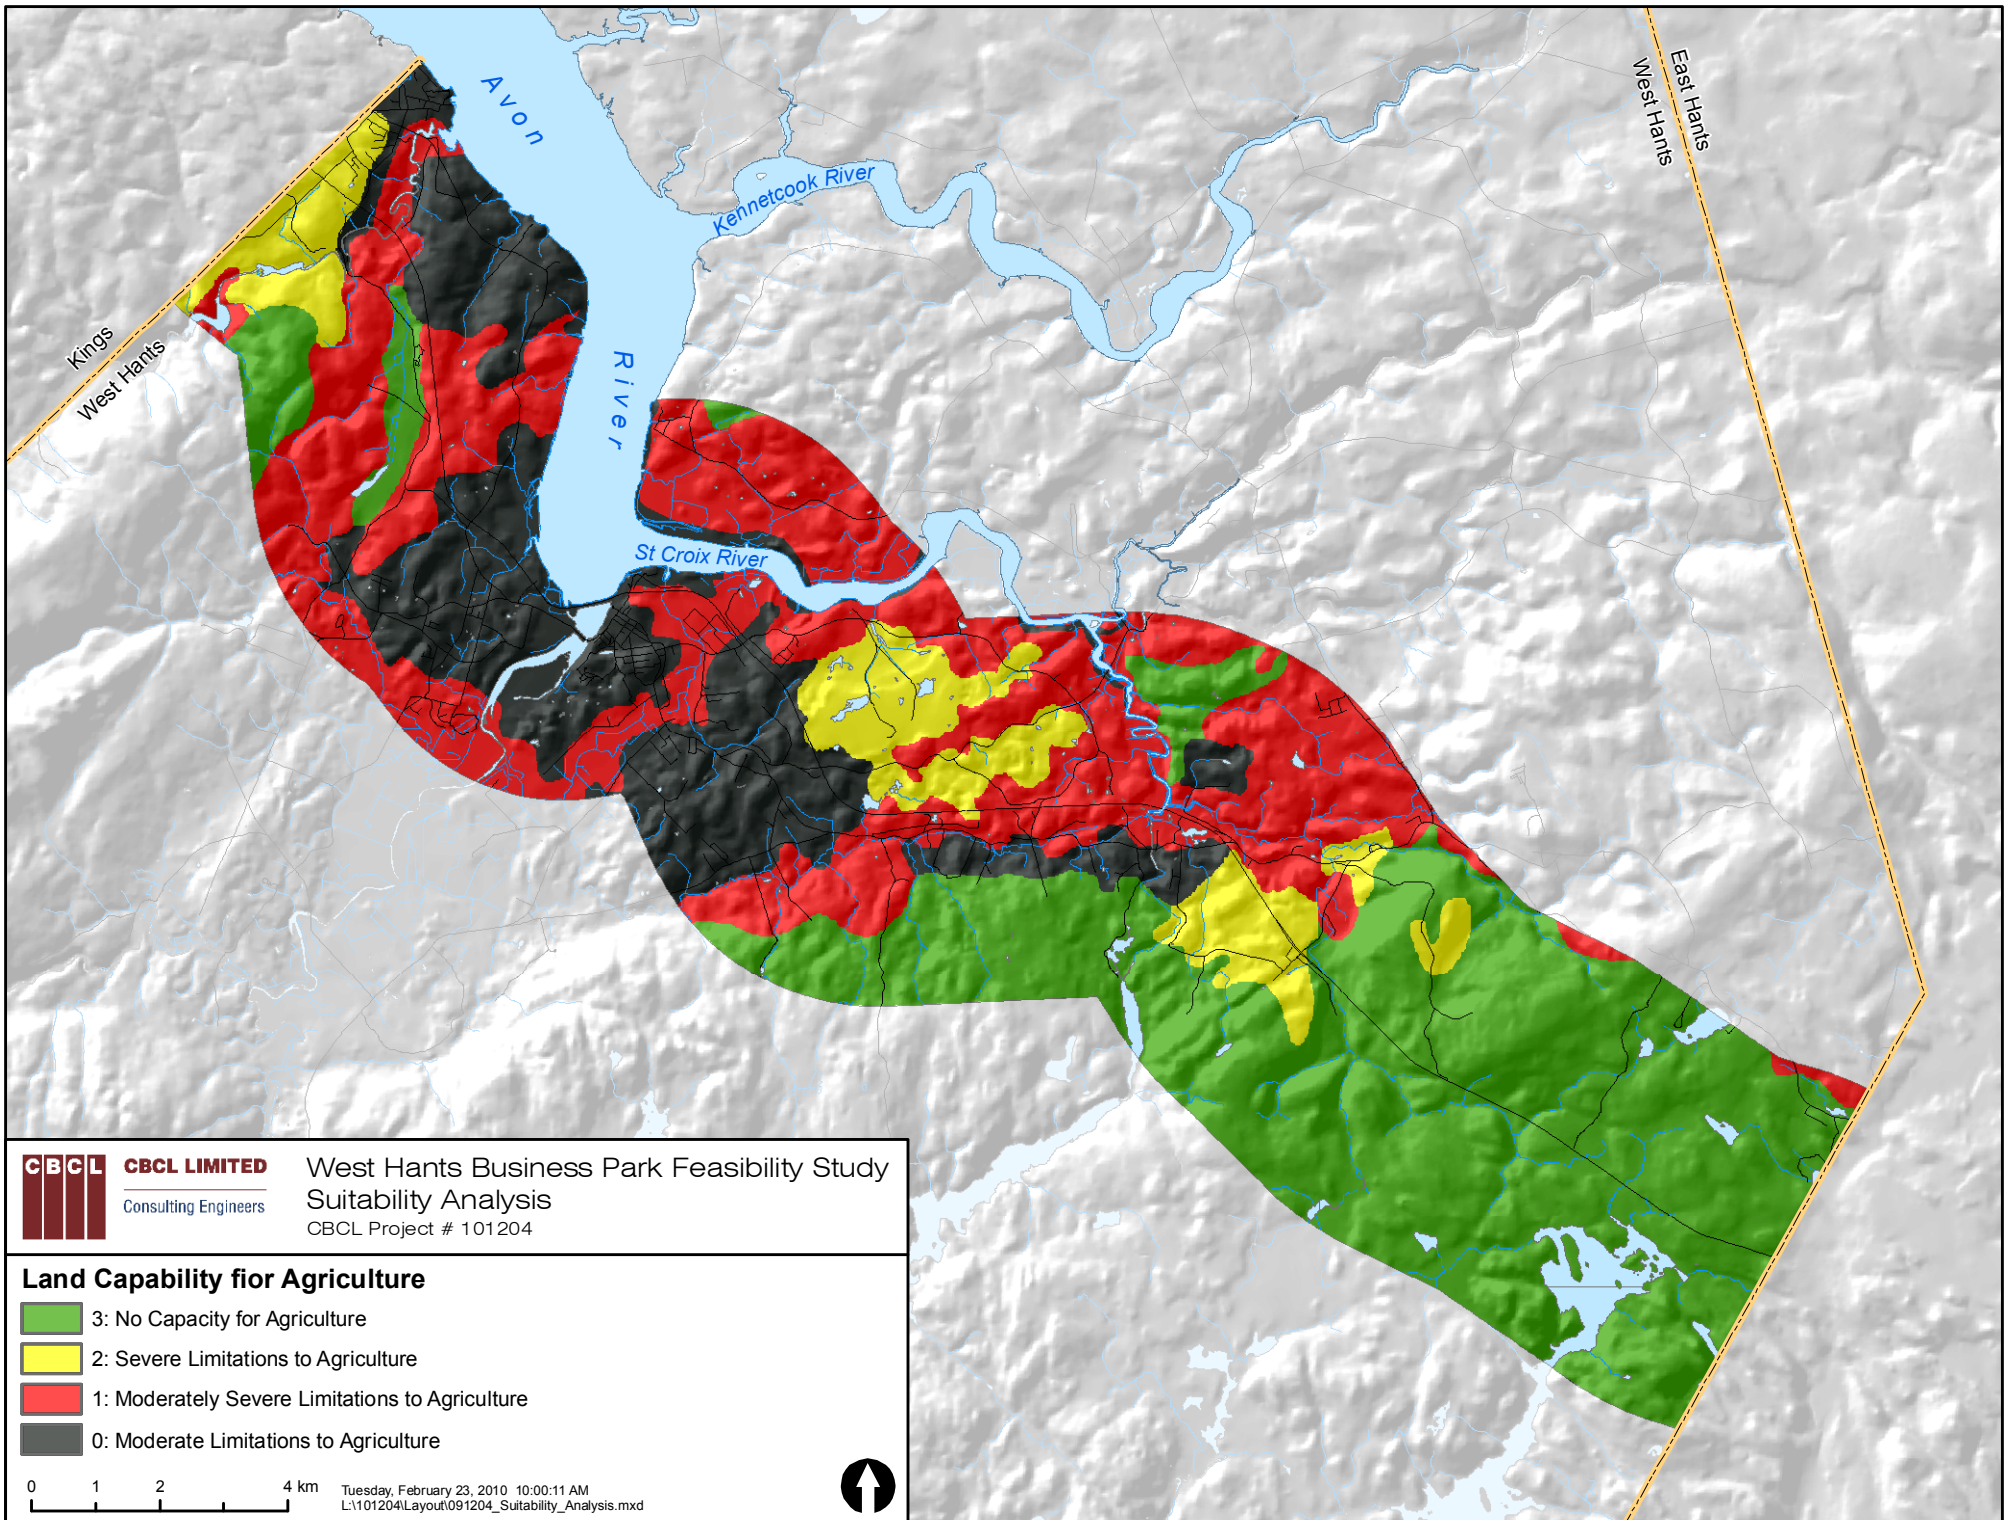 Avon
River
Kennetcook River
St Croix River
East Hants
West Hants
Kings
West Hants
CBCL
CBCL LIMITED
Consulting Engineers
West Hants Business Park Feasibility Study
Suitability Analysis
CBCL Project # 101204
Land Capability fior Agriculture
3: No Capacity for Agriculture
2: Severe Limitations to Agriculture
1: Moderately Severe Limitations to Agriculture
0: Moderate Limitations to Agriculture
0 1 2 4 km
Tuesday, February 23, 2010 10:00:11 AM
L:\101204\Layout\091204_Suitability_Analysis.mxd